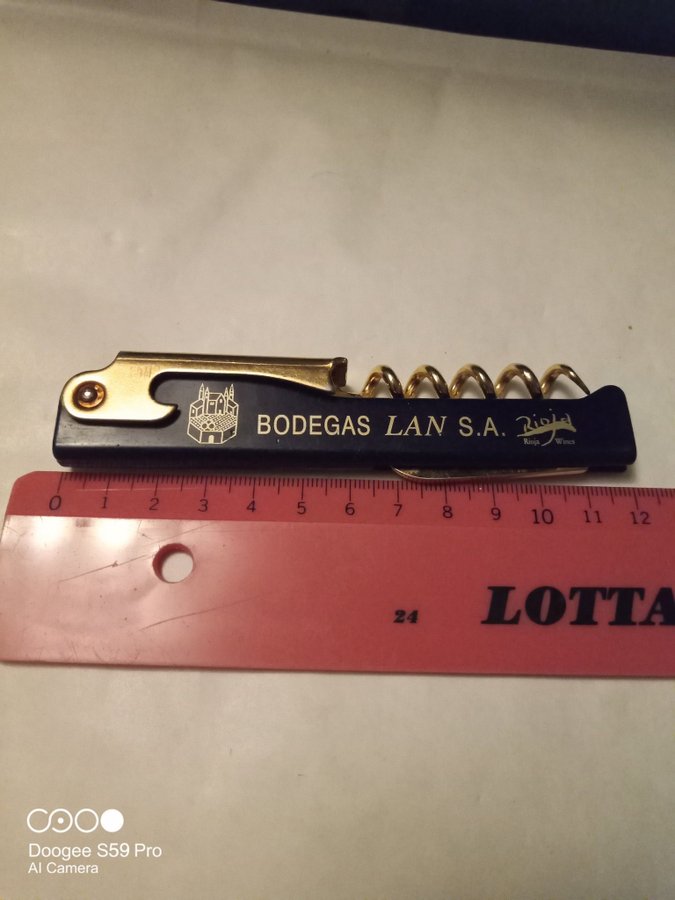 BODEGAS LAN S.A. Rioja
Rioja Wines
0 1 2 3 4 5 6 7 8 9 10 11 12
24 LOTTA
Doogee S59 Pro
AI Camera